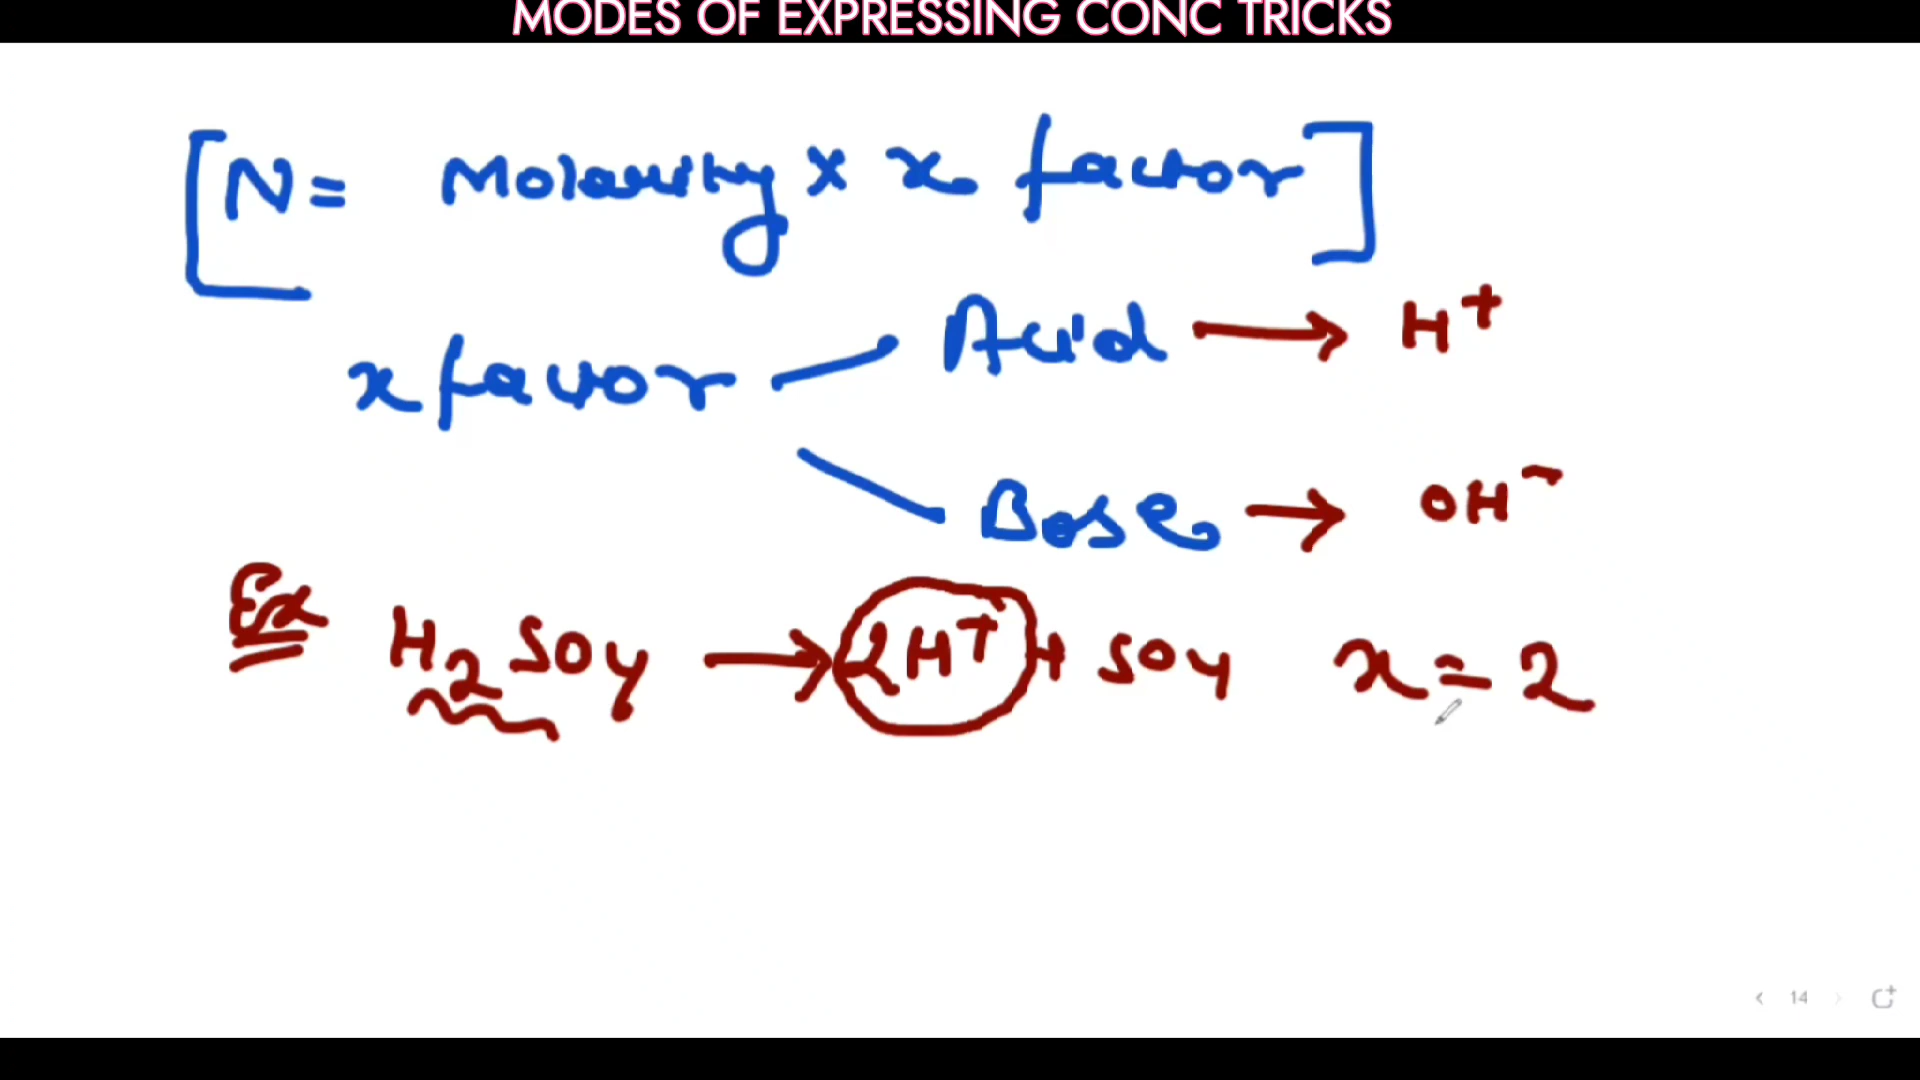 MODES OF EXPRESSING CONC TRICKS
[N = Molarity × x factor]
x factor
Acid → H⁺
Base → OH⁻
Ex H₂SO₄ → 2H⁺ + SO₄ x = 2
14